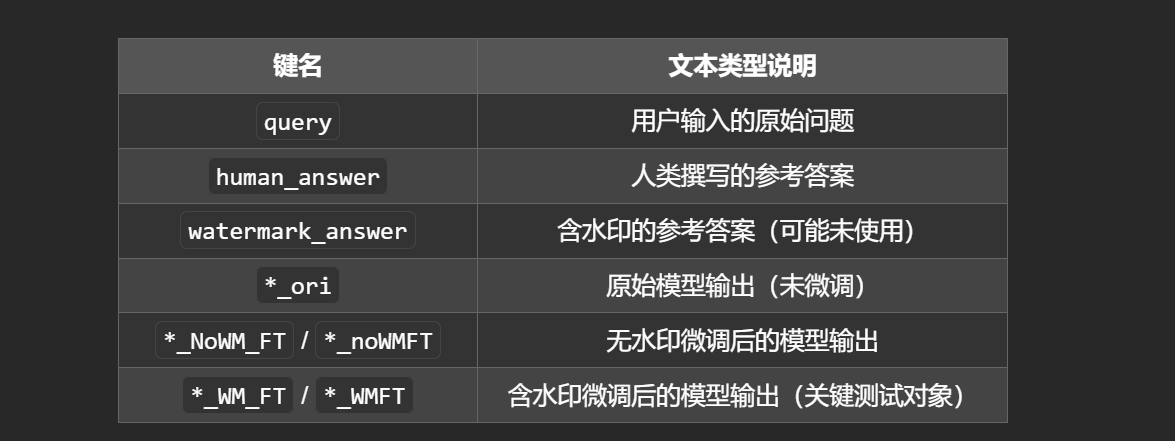 键名 文本类型说明
query 用户输入的原始问题
human_answer 人类撰写的参考答案
watermark_answer 含水印的参考答案（可能未使用）
*_ori 原始模型输出（未微调）
*_NoWM_FT / *_noWMFT 无水印微调后的模型输出
*_WM_FT / *_WMFT 含水印微调后的模型输出（关键测试对象）